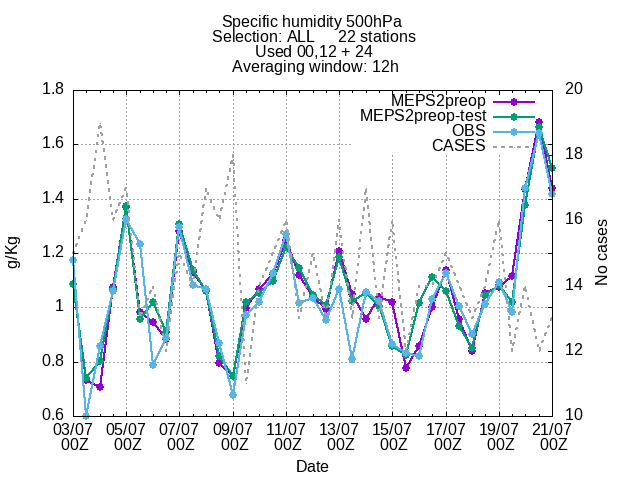 Specific humidity 500hPa
Selection: ALL 22 stations
Used 00,12 + 24
Averaging window: 12h
1.8
1.6
1.4
1.2
1
0.8
0.6
g/Kg
20
18
16
14
12
10
No cases
MEPS2preop
MEPS2preop-test
OBS
CASES
03/07 05/07 07/07 09/07 11/07 13/07 15/07 17/07 19/07 21/07
00Z 00Z 00Z 00Z 00Z 00Z 00Z 00Z 00Z 00Z
Date